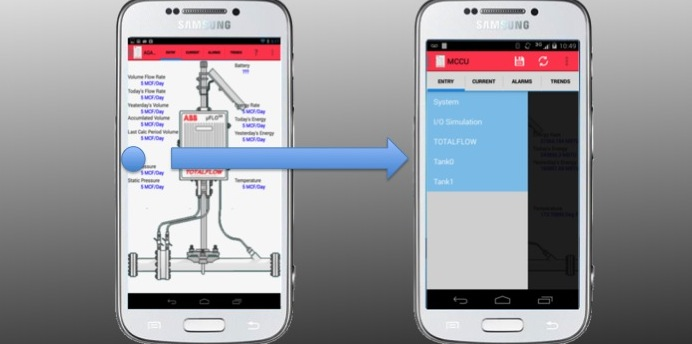 SAMSUNG
AGA...
ENTRY CURRENT ALARMS TRENDS ?
Battery
Volume Flow Rate
5 MCF/Day
Today's Flow Rate
5 MCF/Day
Yesterday's Volume
5 MCF/Day
Accumulated Volume
5 MCF/Day
Last Calc Period Volume
5 MCF/Day
5 MCF/Day
Static Pressure
5 MCF/Day
Energy Rate
5 MCF/Day
Today's Energy
5 MCF/Day
Yesterday's Energy
5 MCF/Day
Temperature
5 MCF/Day
ABB µFLO
TOTALFLOW
SAMSUNG
3G 10:49
MCCU
ENTRY CURRENT ALARMS TRENDS
System
I/O Simulation
TOTALFLOW
Tank0
Tank1